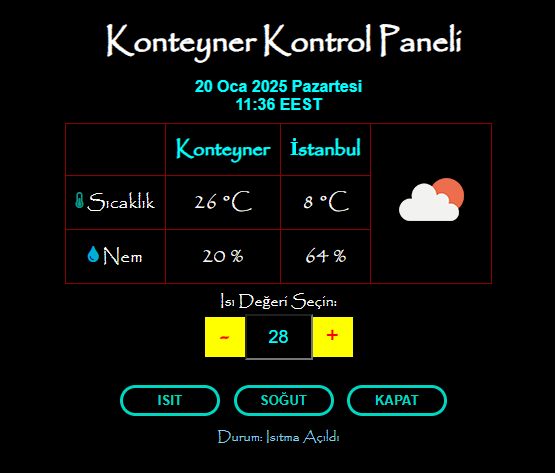 Konteyner Kontrol Paneli
20 Oca 2025 Pazartesi
11:36 EEST
Konteyner İstanbul
Sıcaklık 26 °C 8 °C
Nem 20 % 64 %
Isı Değeri Seçin:
- 28 +
ISIT SOĞUT KAPAT
Durum: Isıtma Açıldı